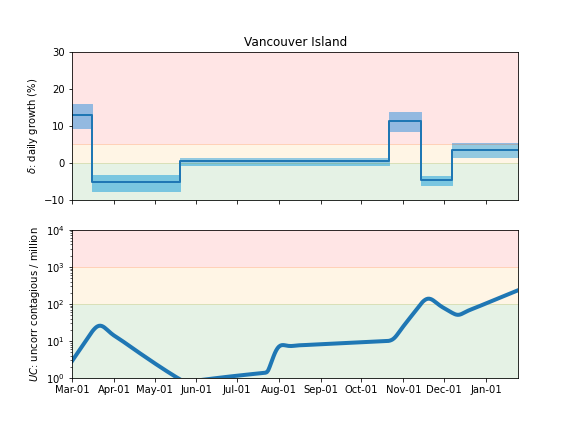 Vancouver Island
30
20
10
0
−10
δ: daily growth (%)
10⁴
10³
10²
10¹
10⁰
UC: uncorr contagious / million
Mar-01 Apr-01 May-01 Jun-01 Jul-01 Aug-01 Sep-01 Oct-01 Nov-01 Dec-01 Jan-01